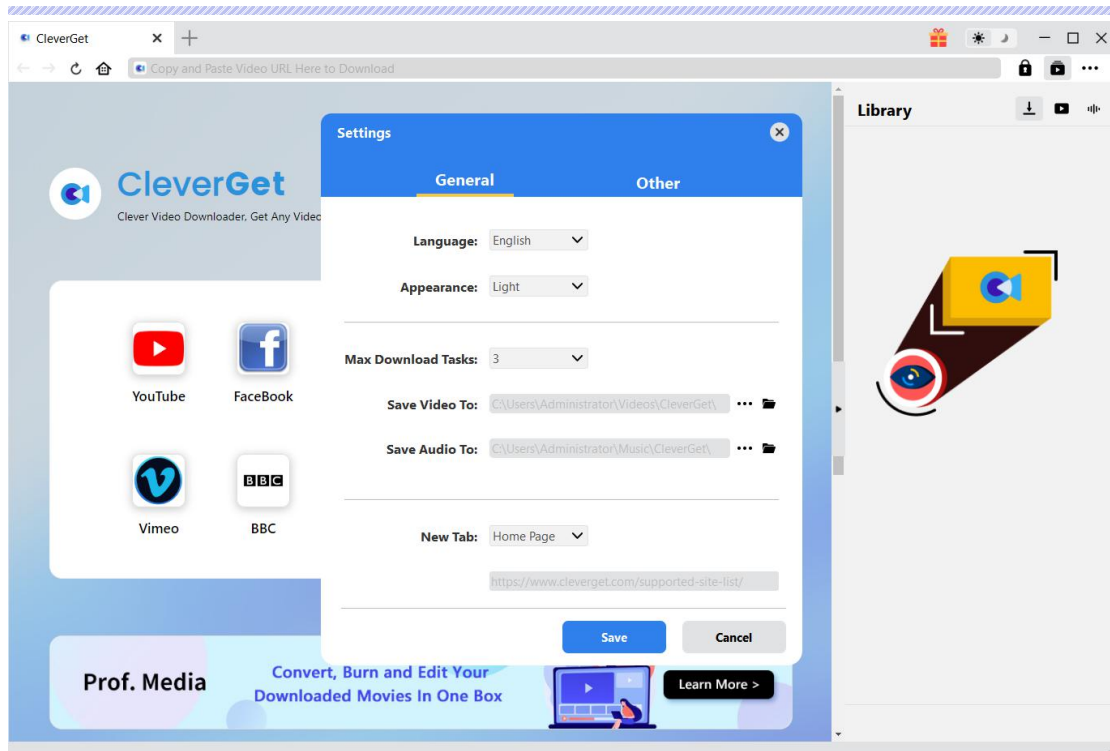 CleverGet
Copy and Paste Video URL Here to Download
Library
CleverGet
Clever Video Downloader, Get Any Video
YouTube
FaceBook
Vimeo
BBC
BBC
Settings
General
Other
Language: English
Appearance: Light
Max Download Tasks: 3
Save Video To: C:\Users\Administrator\Videos\CleverGet\
Save Audio To: C:\Users\Administrator\Music\CleverGet\
New Tab: Home Page
https://www.cleverget.com/supported-site-list/
Save
Cancel
Prof. Media
Convert, Burn and Edit Your
Downloaded Movies In One Box
Learn More >